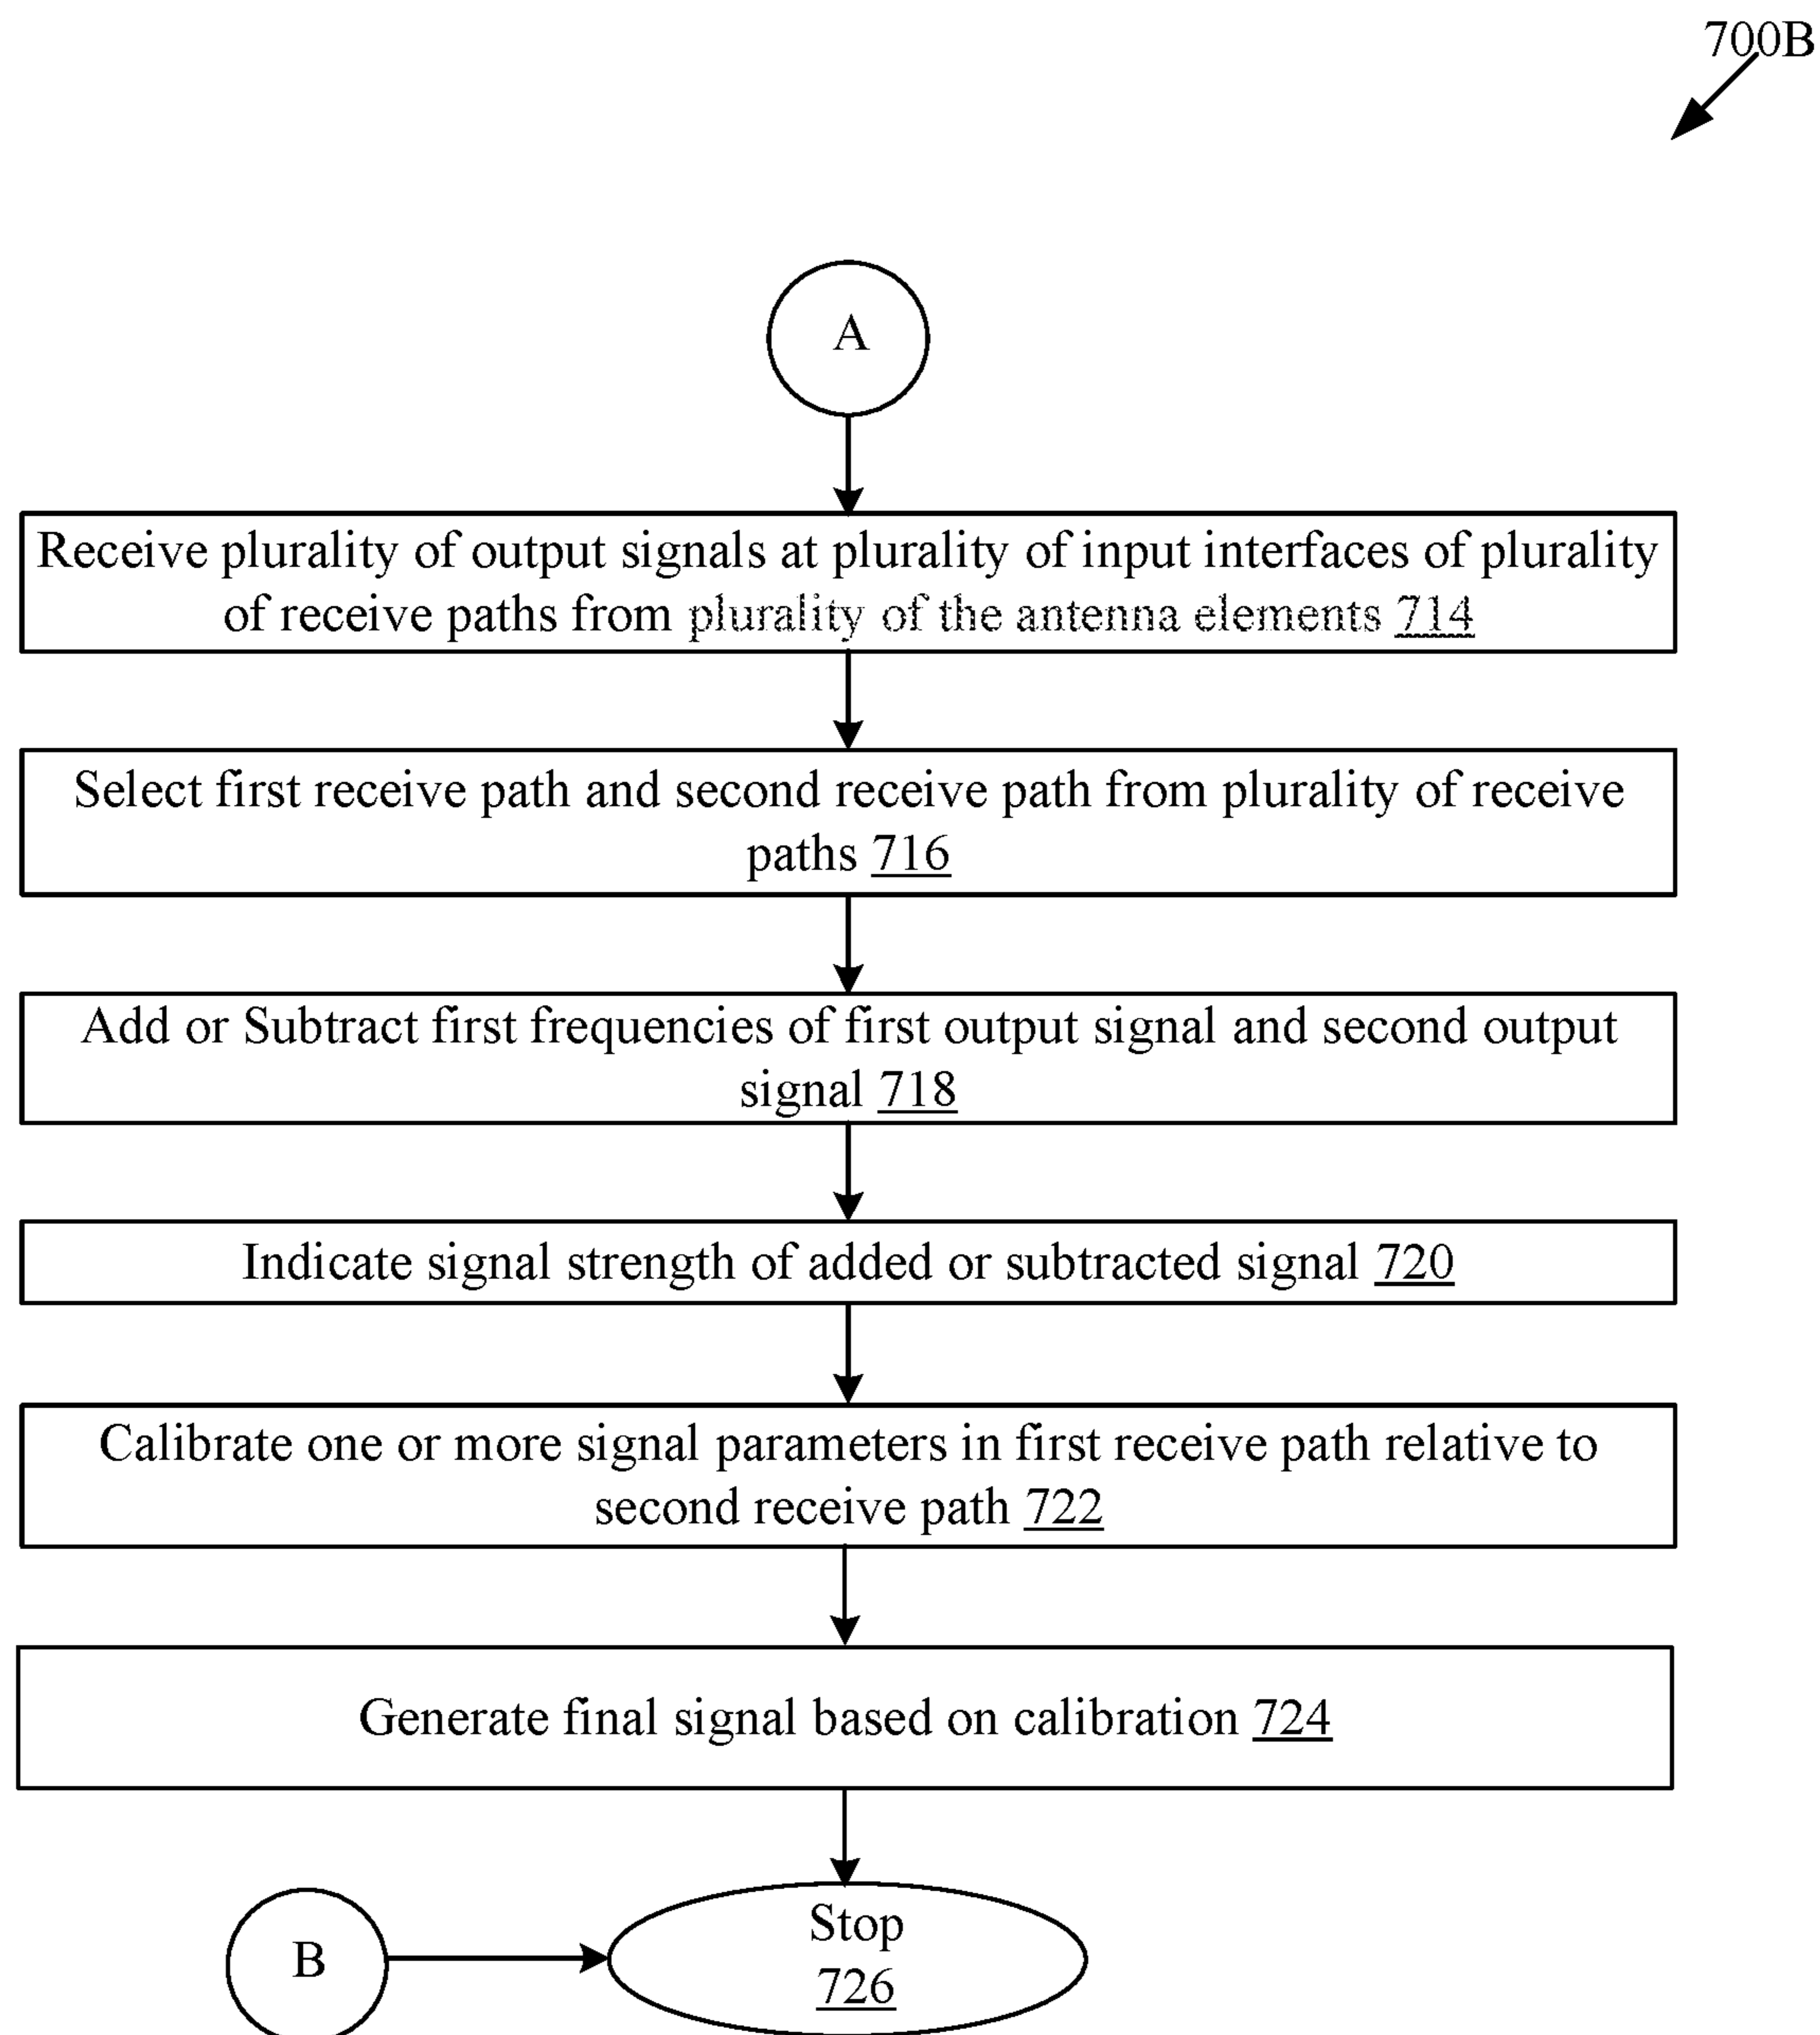 700B
A
Receive plurality of output signals at plurality of input interfaces of plurality
of receive paths from plurality of the antenna elements 714
Select first receive path and second receive path from plurality of receive
paths 716
Add or Subtract first frequencies of first output signal and second output
signal 718
Indicate signal strength of added or subtracted signal 720
Calibrate one or more signal parameters in first receive path relative to
second receive path 722
Generate final signal based on calibration 724
Stop
B
726